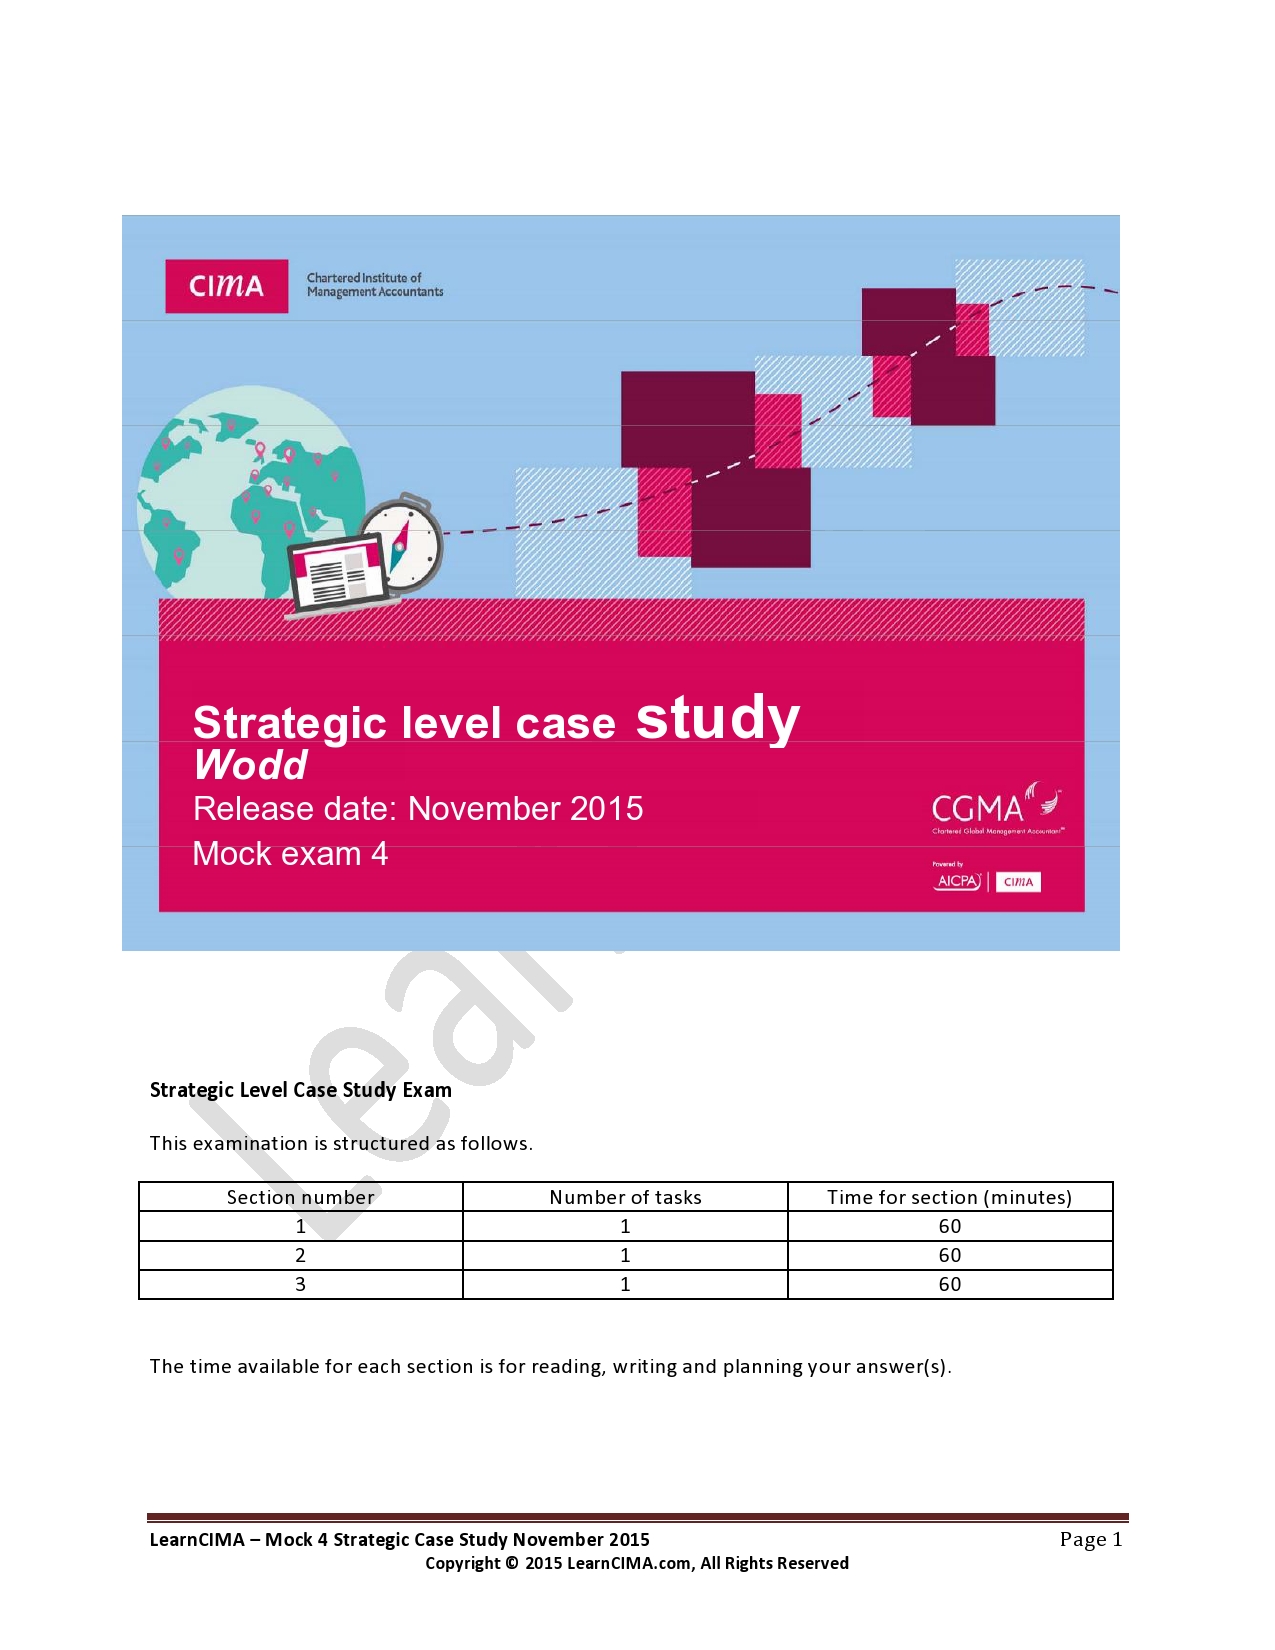 CIMA
Chartered Institute of
Management Accountants
Strategic level case study
Wodd
Release date: November 2015
Mock exam 4
CGMA
Chartered Global Management Accountant™
Powered by
AICPA | CIMA
Lear
Strategic Level Case Study Exam
This examination is structured as follows.
Section number Number of tasks Time for section (minutes)
1 1 60
2 1 60
3 1 60
The time available for each section is for reading, writing and planning your answer(s).
LearnCIMA – Mock 4 Strategic Case Study November 2015 Page 1
Copyright © 2015 LearnCIMA.com, All Rights Reserved